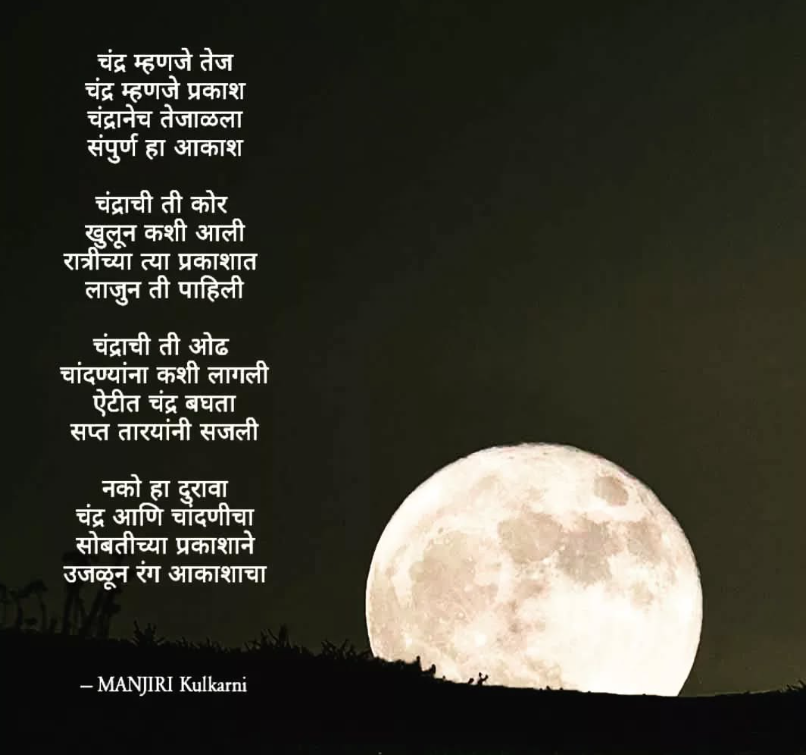 चंद्र म्हणजे तेज
चंद्र म्हणजे प्रकाश
चंद्रानेच तेजाळला
संपुर्ण हा आकाश
चंद्राची ती कोर
खुलून कशी आली
रात्रीच्या त्या प्रकाशात
लाजुन ती पाहिली
चंद्राची ती ओढ
चांदण्यांना कशी लागली
ऐटीत चंद्र बघता
सप्त तारयांनी सजली
नको हा दुरावा
चंद्र आणि चांदणीचा
सोबतीच्या प्रकाशाने
उजळून रंग आकाशाचा
– MANJIRI Kulkarni